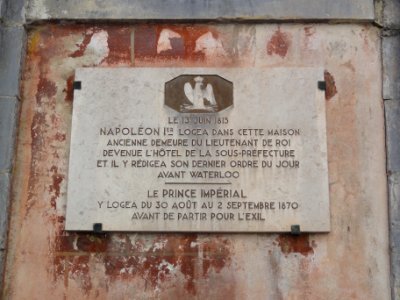 LE 13 JUIN 1815
NAPOLÉON Iᴱᴿ LOGEA DANS CETTE MAISON
ANCIENNE DEMEURE DU LIEUTENANT DE ROI
DEVENUE L'HÔTEL DE LA SOUS-PRÉFECTURE
ET IL Y RÉDIGEA SON DERNIER ORDRE DU JOUR
AVANT WATERLOO
LE PRINCE IMPÉRIAL
Y LOGEA DU 30 AOÛT AU 2 SEPTEMBRE 1870
AVANT DE PARTIR POUR L'EXIL